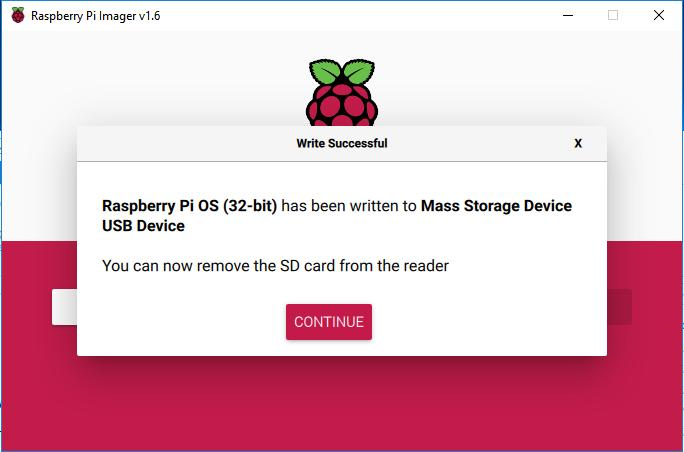 Raspberry Pi Imager v1.6
Write Successful X
Raspberry Pi OS (32-bit) has been written to Mass Storage Device
USB Device
You can now remove the SD card from the reader
CONTINUE